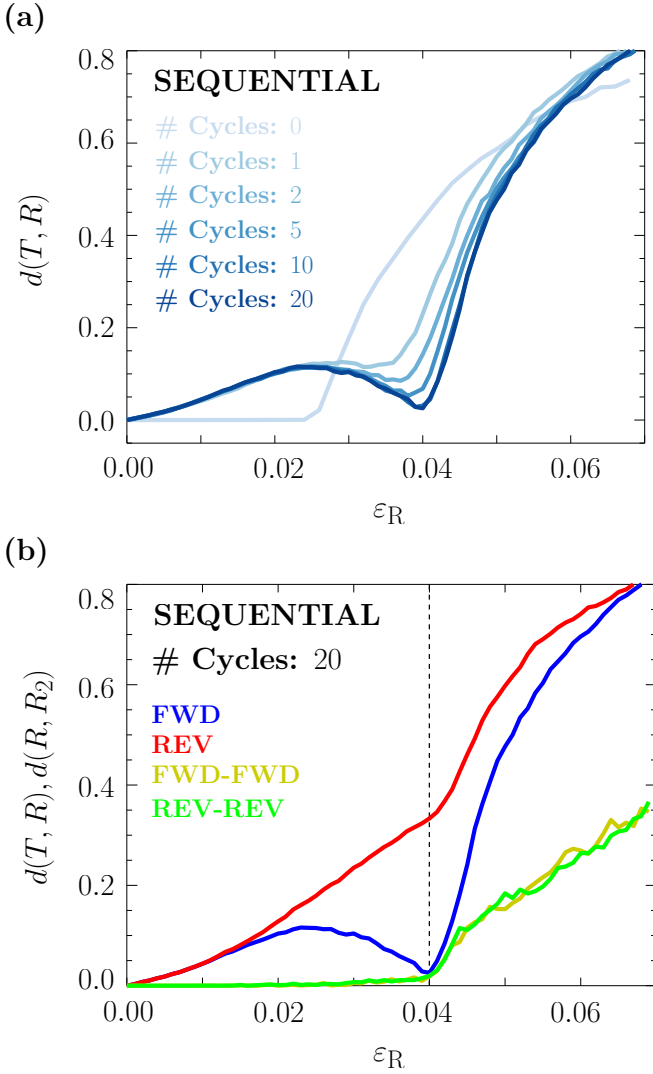 (a)
0.8
0.6
0.4
0.2
0.0
d(T, R)
SEQUENTIAL
# Cycles: 0
# Cycles: 1
# Cycles: 2
# Cycles: 5
# Cycles: 10
# Cycles: 20
0.00 0.02 0.04 0.06
εR
(b)
0.8
0.6
0.4
0.2
0.0
d(T, R), d(R, R2)
SEQUENTIAL
# Cycles: 20
FWD
REV
FWD-FWD
REV-REV
0.00 0.02 0.04 0.06
εR